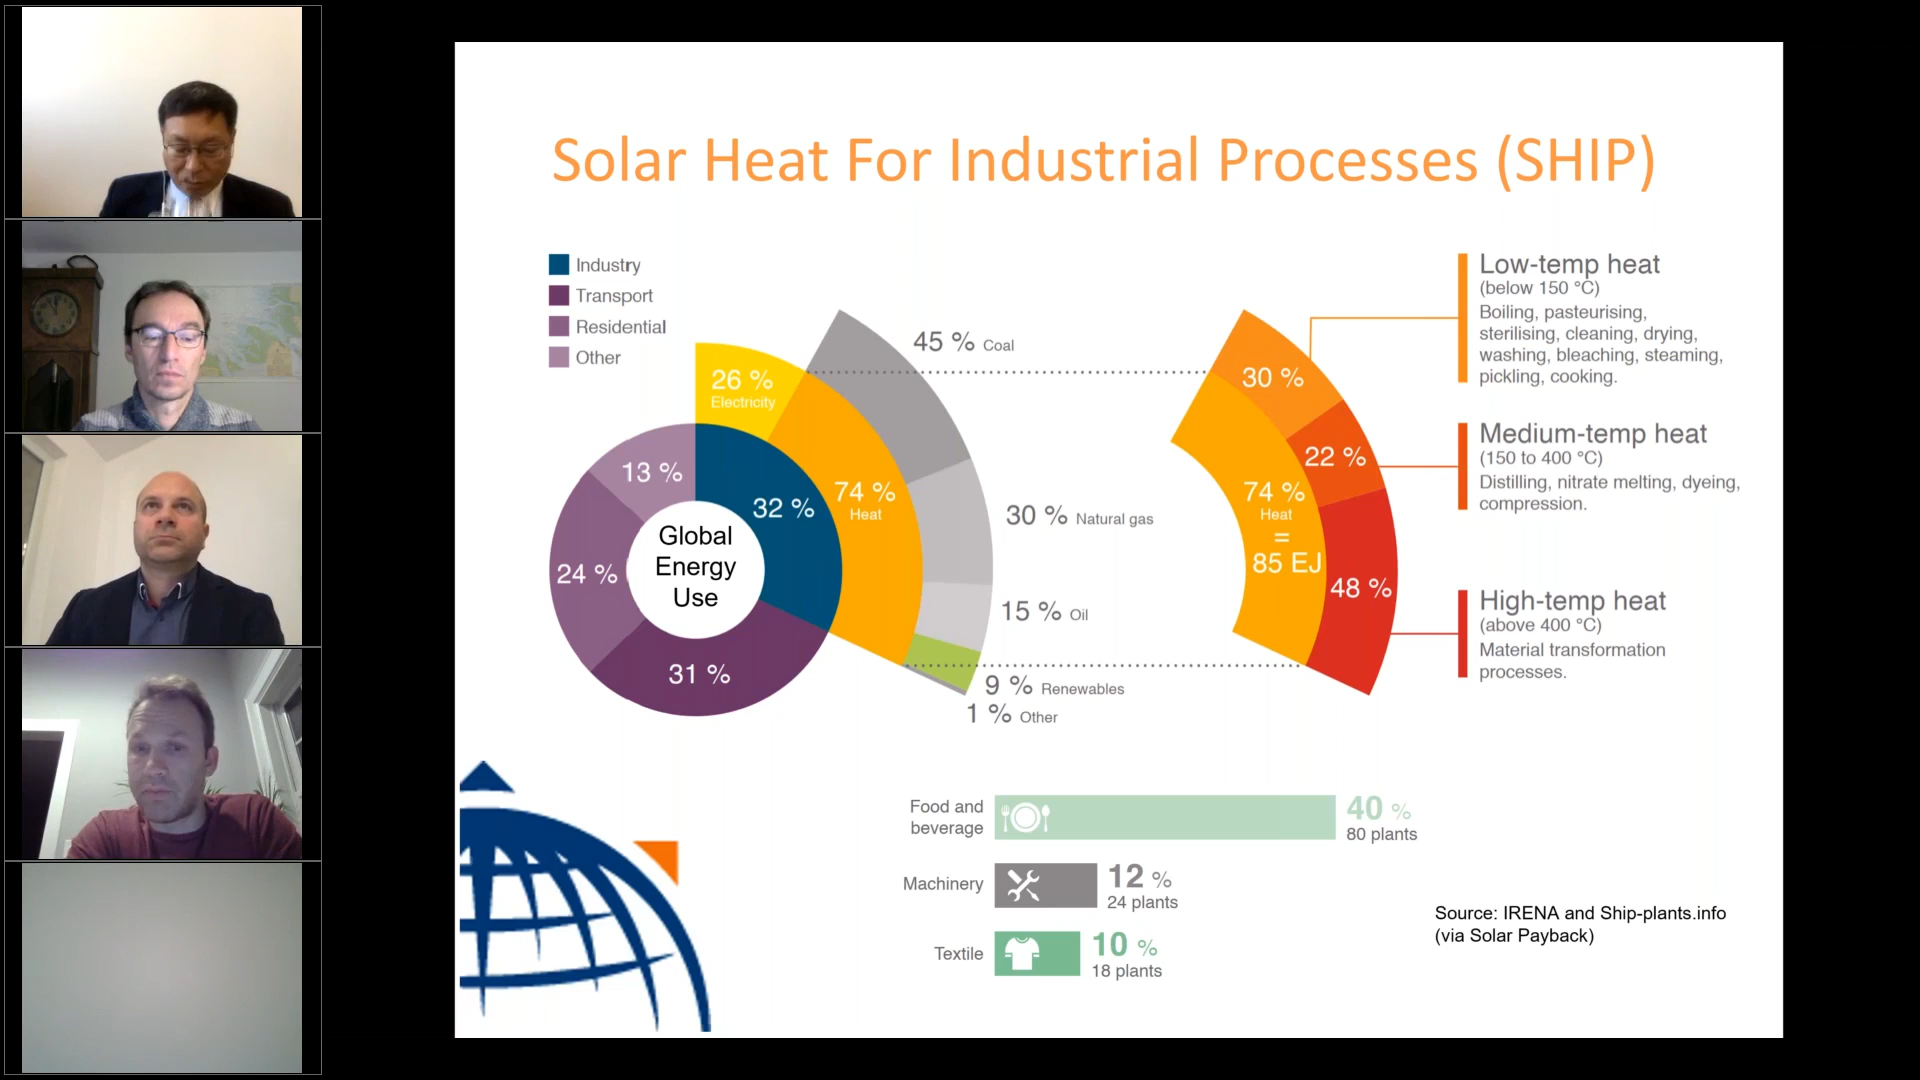 Solar Heat For Industrial Processes (SHIP)
Industry
Transport
Residential
Other
26 %
Electricity
13 %
32 %
24 %
31 %
Global
Energy
Use
74 %
Heat
45 % Coal
30 % Natural gas
15 % Oil
9 % Renewables
1 % Other
30 %
22 %
48 %
74 %
Heat
=
85 EJ
Low-temp heat
(below 150 °C)
Boiling, pasteurising,
sterilising, cleaning, drying,
washing, bleaching, steaming,
pickling, cooking.
Medium-temp heat
(150 to 400 °C)
Distilling, nitrate melting, dyeing,
compression.
High-temp heat
(above 400 °C)
Material transformation
processes.
Food and
beverage
40 %
80 plants
Machinery
12 %
24 plants
Textile
10 %
18 plants
Source: IRENA and Ship-plants.info
(via Solar Payback)